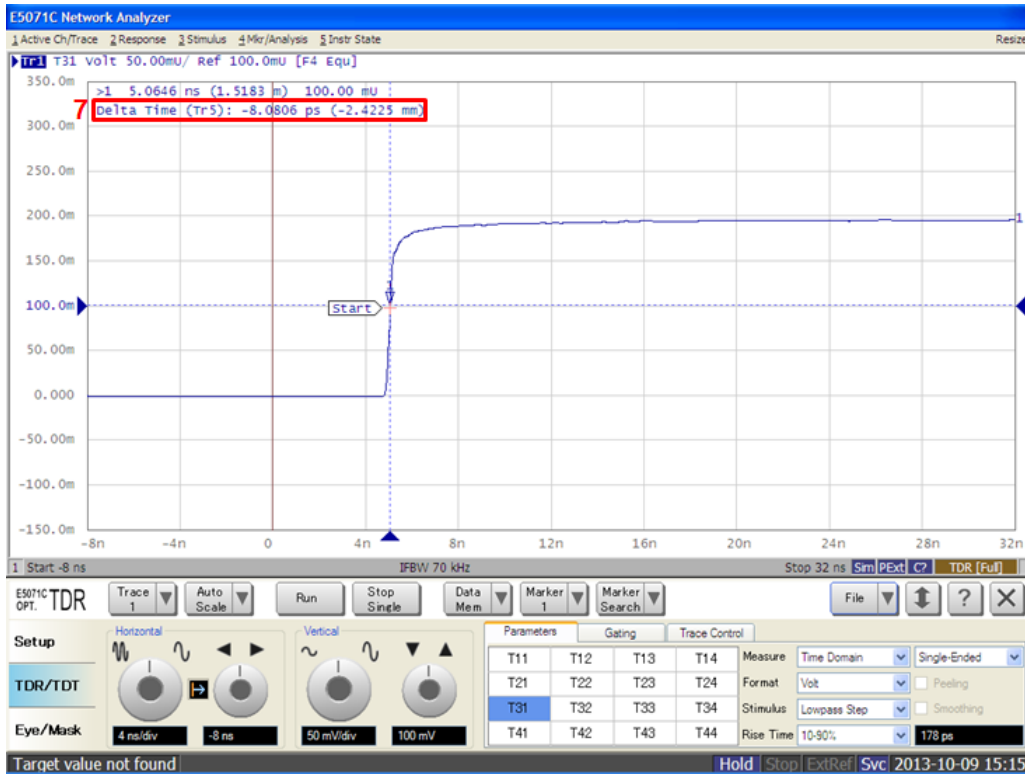 E5071C Network Analyzer
1 Active Ch/Trace 2 Response 3 Stimulus 4 Mkr/Analysis 5 Instr State Resize
Tr1 T31 Volt 50.00mU/ Ref 100.0mU [F4 Equ]
350.0m
>1 5.0646 ns (1.5183 m) 100.00 mU
7 Delta Time (Tr5): -8.0806 ps (-2.4225 mm)
300.0m
250.0m
200.0m
1
150.0m
100.0m
Start
50.00m
0.000
-50.00m
-100.0m
-150.0m
-8n -4n 0 4n 8n 12n 16n 20n 24n 28n 32n
1 Start -8 ns IFBW 70 kHz Stop 32 ns Sim PExt C? TDR [Full]
E5071C OPT. TDR Trace 1 Auto Scale Run Stop Single Data Mem Marker 1 Marker Search File ?
Setup
TDR/TDT
Eye/Mask
Horizontal Vertical
4 ns/div -8 ns 50 mV/div 100 mV
Parameters Gating Trace Control
T11 T12 T13 T14 Measure Time Domain Single-Ended
T21 T22 T23 T24 Format Volt Peeling
T31 T32 T33 T34 Stimulus Lowpass Step Smoothing
T41 T42 T43 T44 Rise Time 10-90% 178 ps
Target value not found Hold Stop ExtRef Svc 2013-10-09 15:15